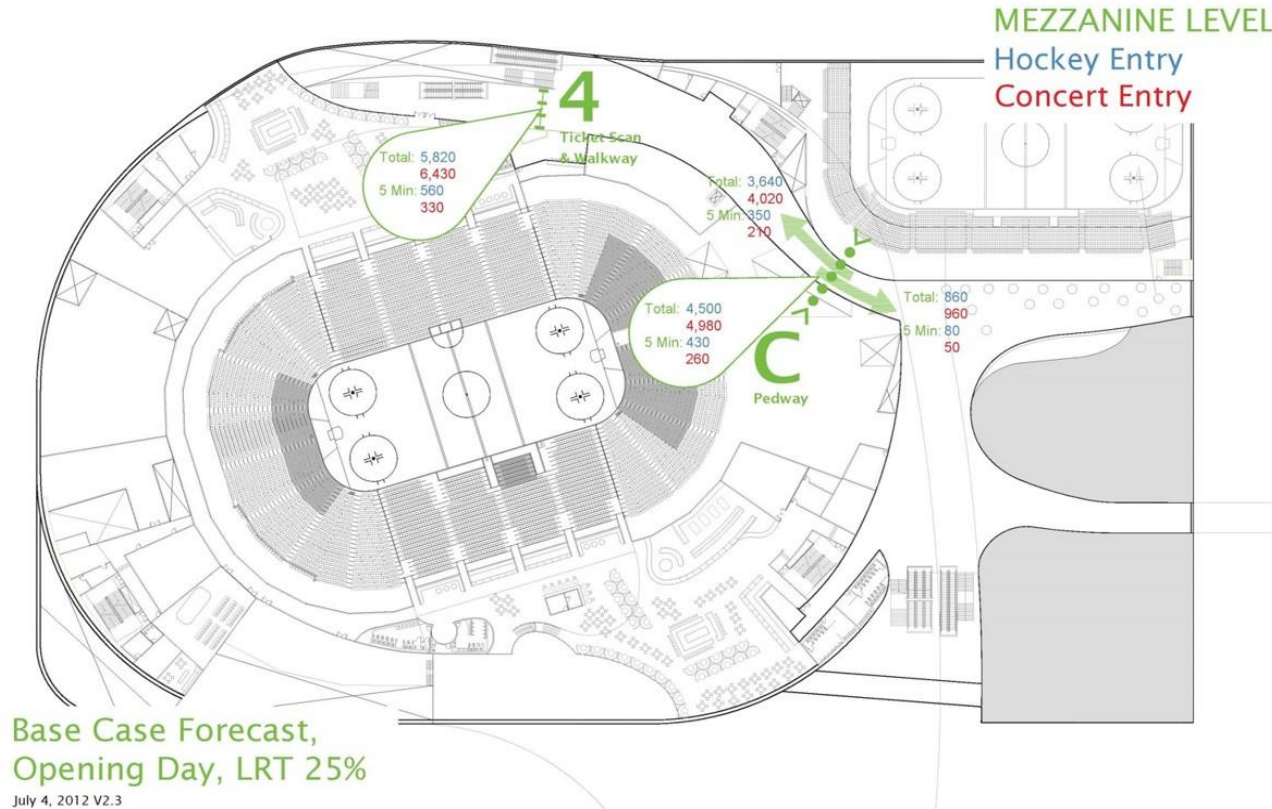 MEZZANINE LEVEL
Hockey Entry
Concert Entry
4
Ticket Scan
& Walkway
Total: 5,820
6,430
5 Min: 560
330
Total: 3,640
4,020
5 Min: 350
210
Total: 4,500
4,980
5 Min: 430
260
Total: 860
960
5 Min: 80
50
C
Pedway
Base Case Forecast,
Opening Day, LRT 25%
July 4, 2012 V2.3